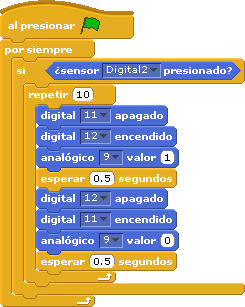 al presionar
por siempre
si ¿sensor Digital2 presionado?
repetir 10
digital 11 apagado
digital 12 encendido
analógico 9 valor 1
esperar 0.5 segundos
digital 12 apagado
digital 11 encendido
analógico 9 valor 0
esperar 0.5 segundos